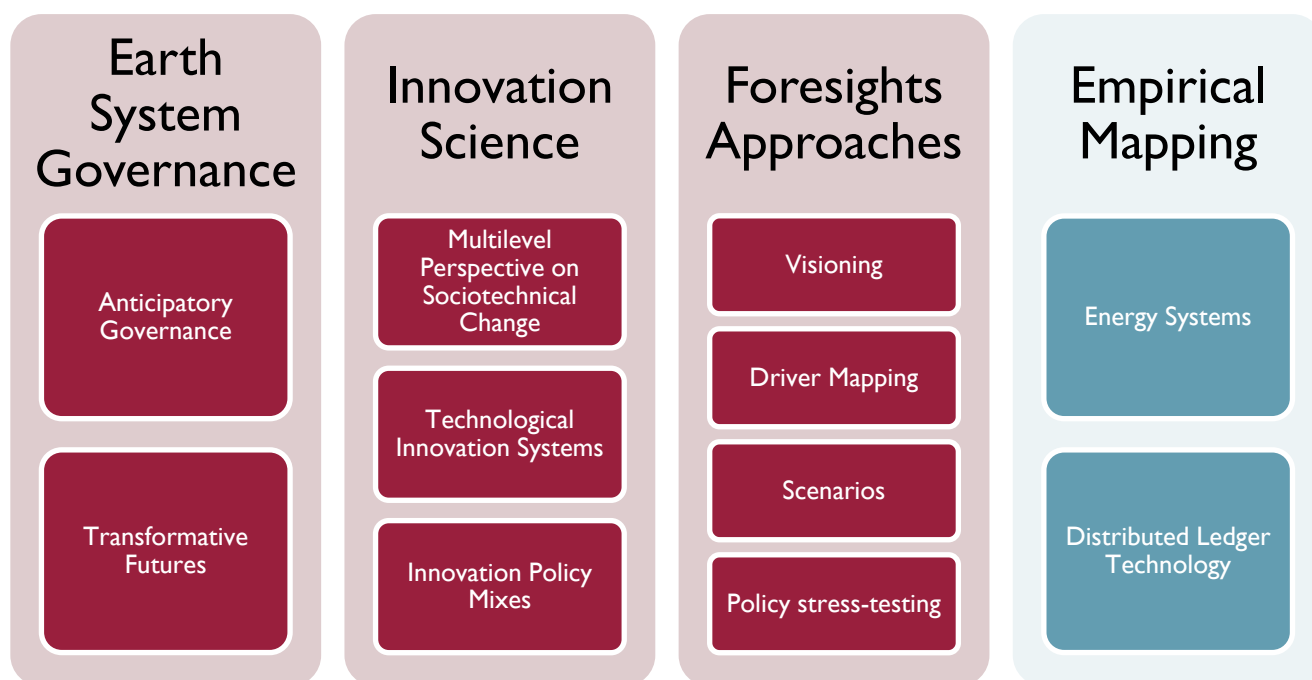 Earth
System
Governance
Anticipatory
Governance
Transformative
Futures
Innovation
Science
Multilevel
Perspective on
Sociotechnical
Change
Technological
Innovation Systems
Innovation Policy
Mixes
Foresights
Approaches
Visioning
Driver Mapping
Scenarios
Policy stress-testing
Empirical
Mapping
Energy Systems
Distributed Ledger
Technology